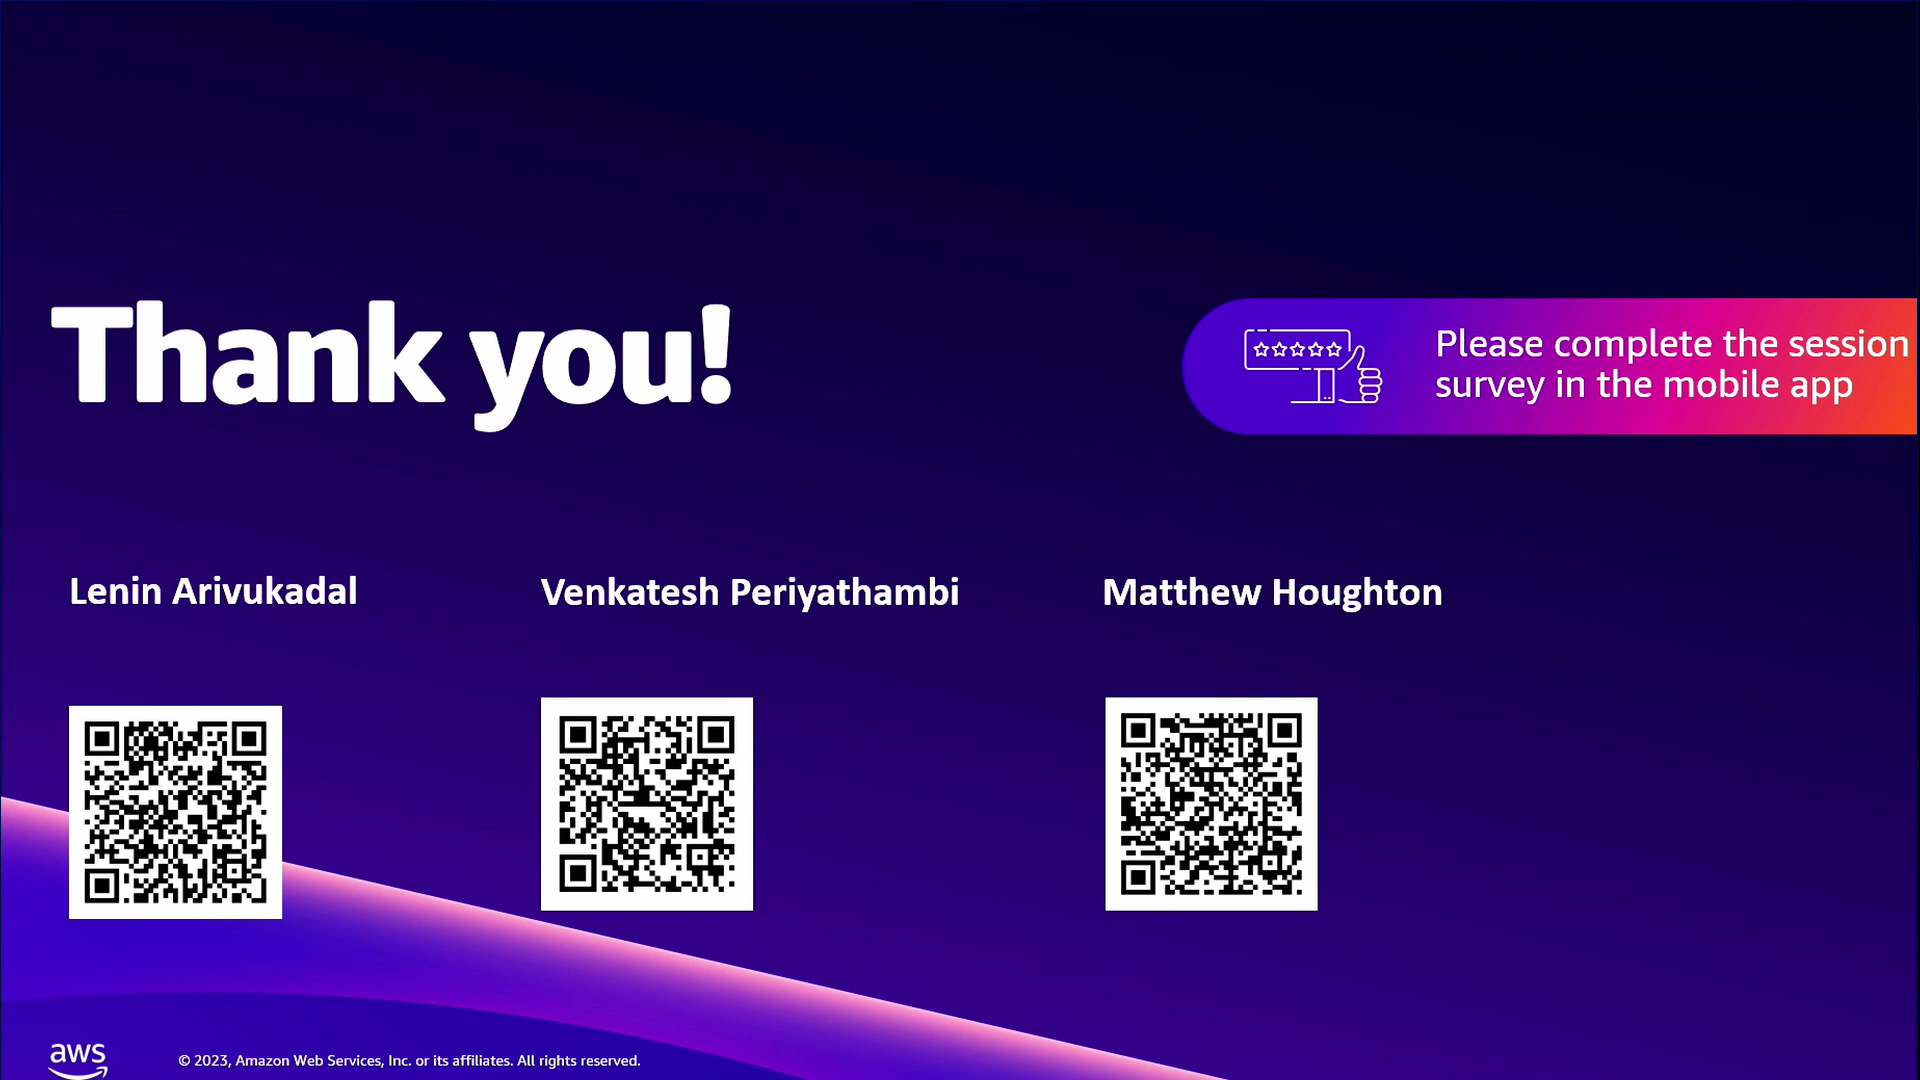 Thank you!
Please complete the session
survey in the mobile app
Lenin Arivukadal
Venkatesh Periyathambi
Matthew Houghton
aws
© 2023, Amazon Web Services, Inc. or its affiliates. All rights reserved.